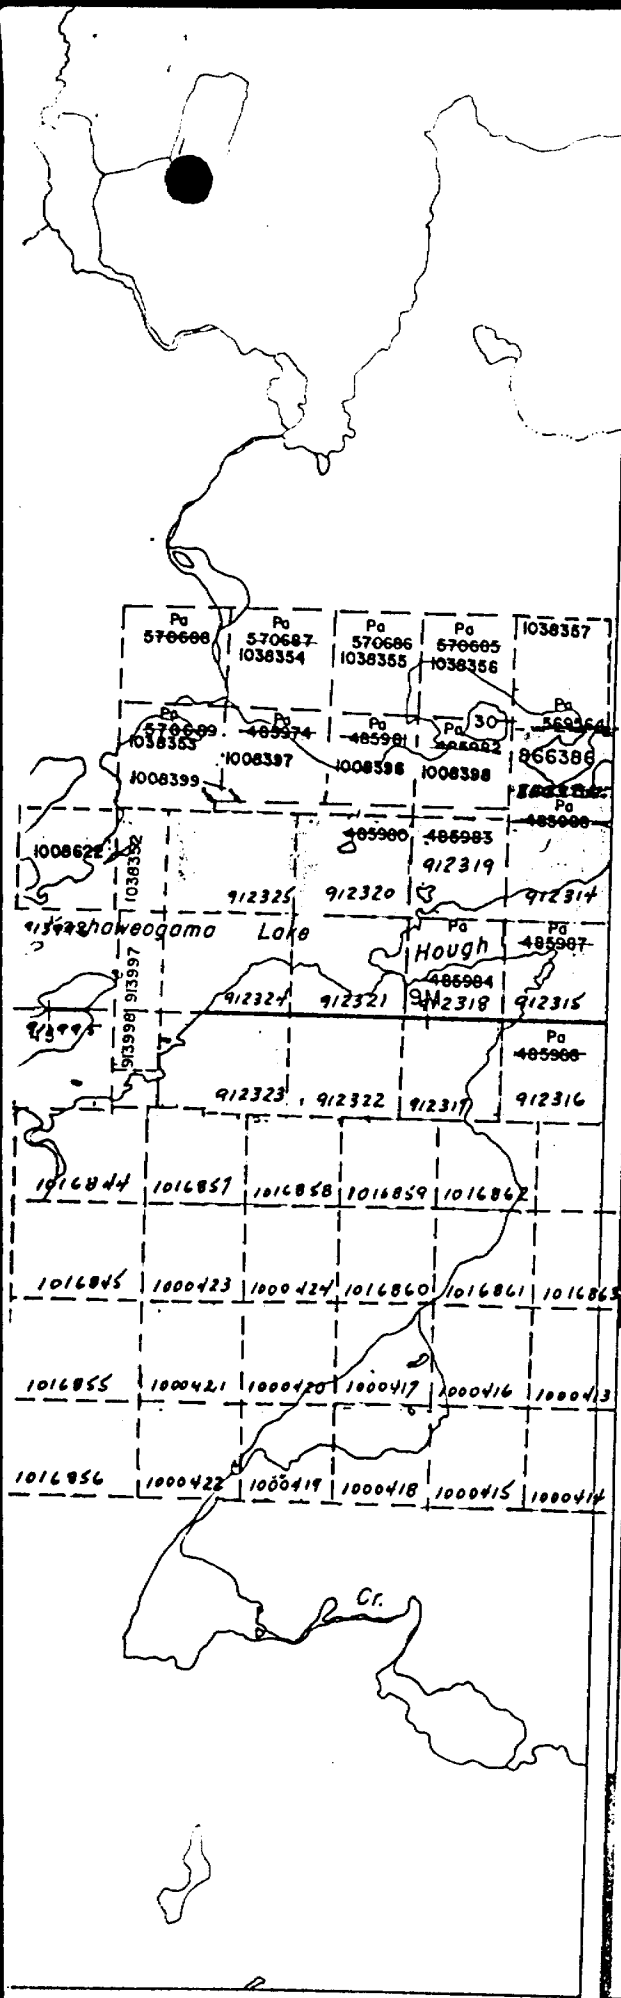 Pa Pa Pa Pa 1038357
570688 570687 570686 570685
1038354 1038355 1038356
Pa Pa Pa Pa 30 Pa
570689 485974 485981 485982 569564
1038353
1008399 1008397 1008396 1008398 866386
Pa
485980 485983
1008622 1038352 912325 912320 912319 912314
Lake
Pa Pa
Hough 485987
485984
913997 912324 912321 912318 912315
9M
Pa
913998 912323 912322 912317 912316
1016844 1016857 1016858 1016859 1016862
1016845 1000423 1000424 1016860 1016861 1016863
1016855 1000421 1000420 1000417 1000416 1000413
1016856 1000422 1000419 1000418 1000415 1000414
Cr.